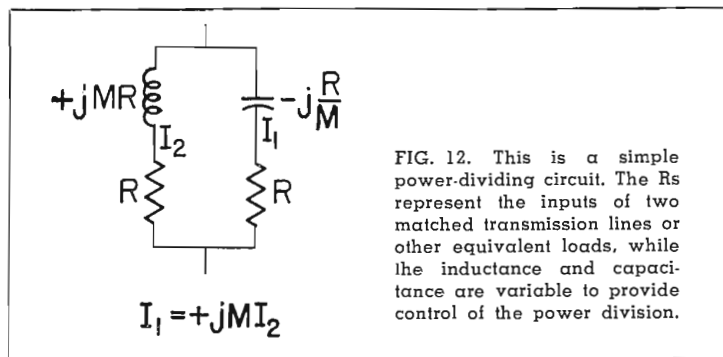 +jMR
-j R/M
I₂
I₁
R
R
I₁ = +jMI₂
FIG. 12. This is a simple
power-dividing circuit. The Rs
represent the inputs of two
matched transmission lines or
other equivalent loads, while
lhe inductance and capaci-
tance are variable to provide
control of the power division.